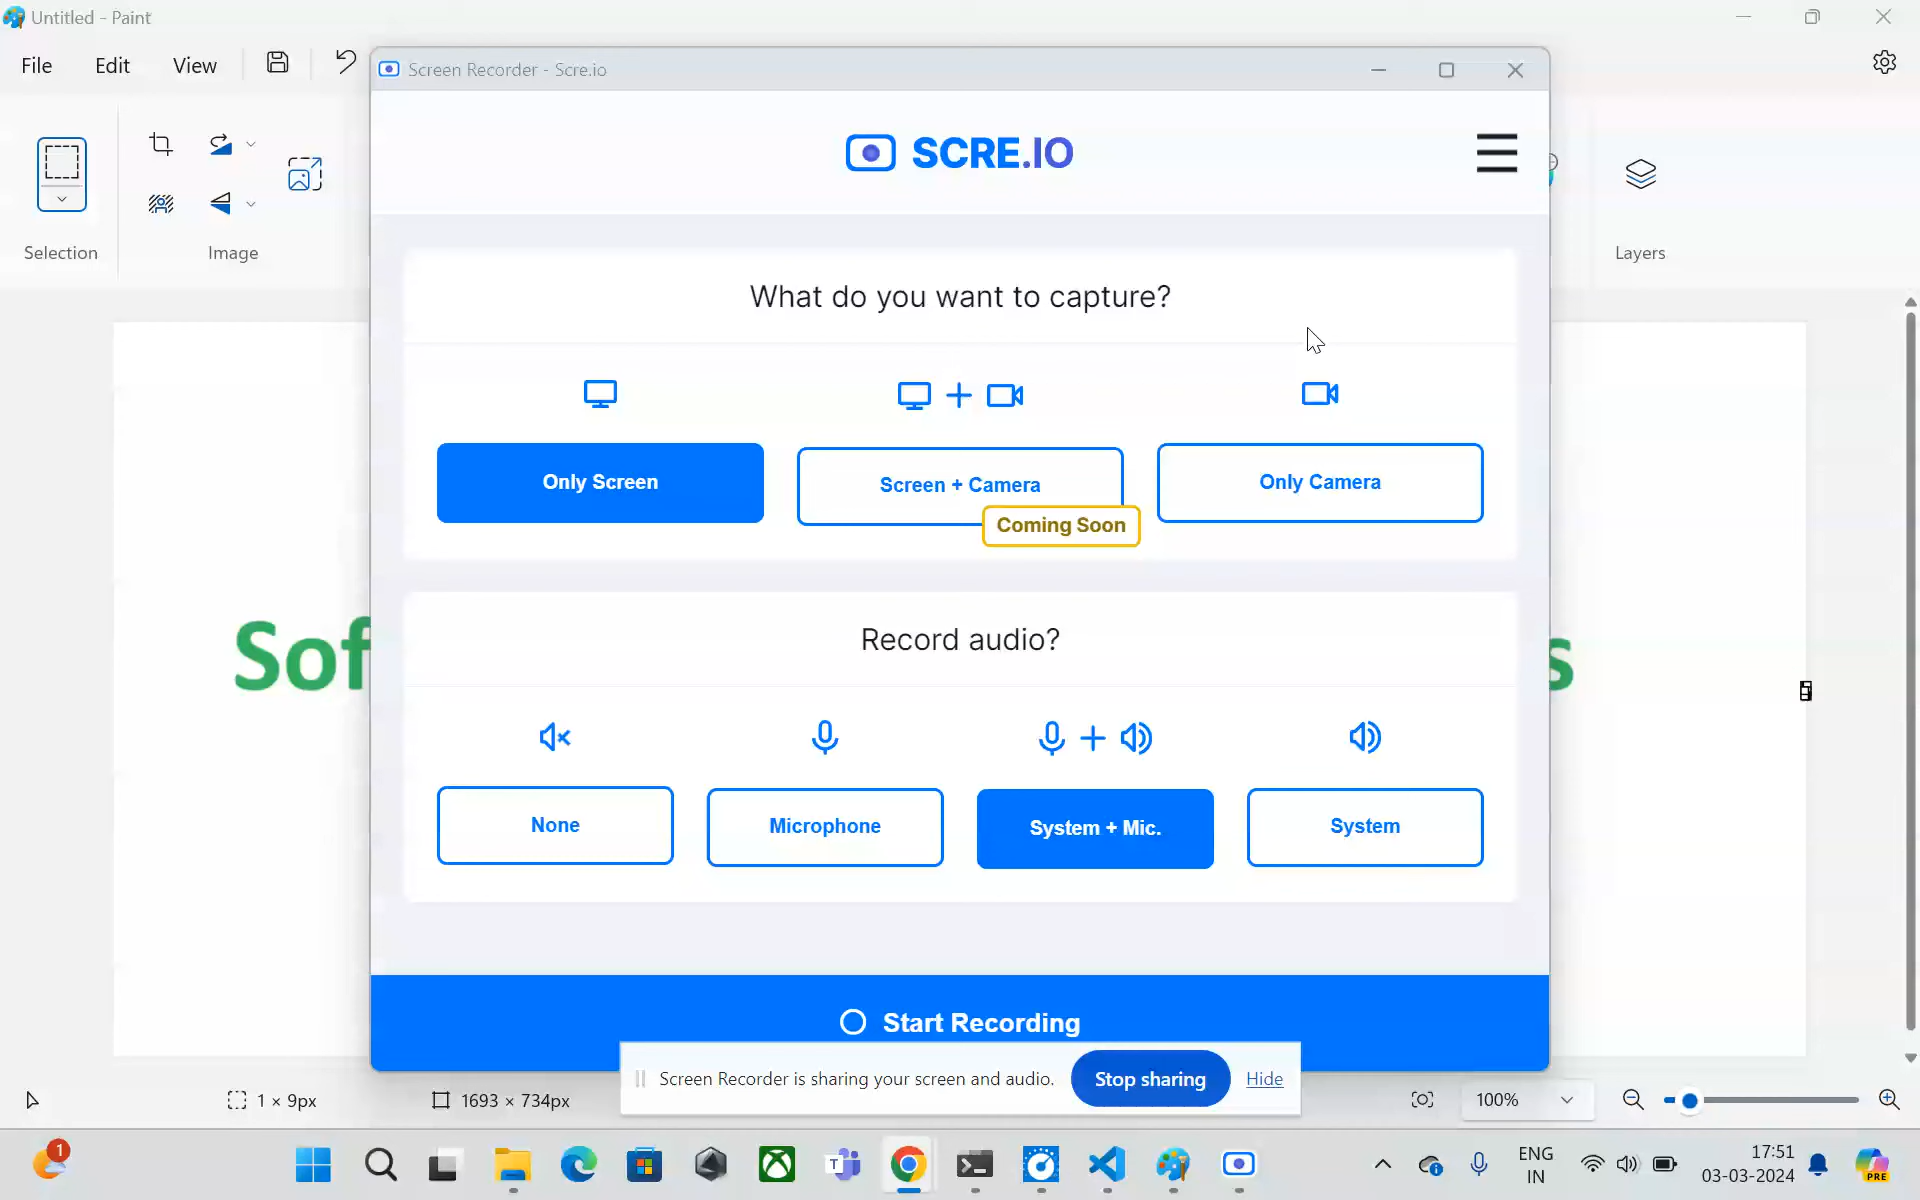 Untitled - Paint
File Edit View
Screen Recorder - Scre.io
SCRE.IO
Selection
Image
Layers
What do you want to capture?
Only Screen
Screen + Camera
Only Camera
Coming Soon
Sof
s
Record audio?
None
Microphone
System + Mic.
System
Start Recording
Screen Recorder is sharing your screen and audio. Stop sharing Hide
1 × 9px
1693 × 734px
100%
1
T
ENG
IN
17:51
03-03-2024
PRE